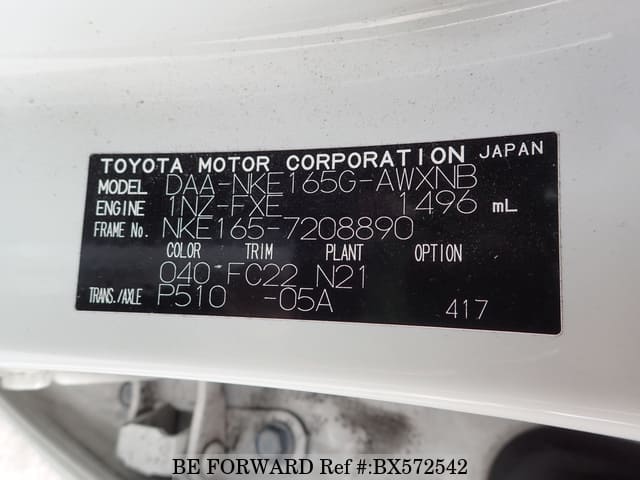 TOYOTA MOTOR CORPORATION JAPAN
MODEL DAA-NKE165G-AWXNB
ENGINE 1NZ-FXE 1496 mL
FRAME No. NKE165-7208890
COLOR TRIM PLANT OPTION
040 FC22 N21
TRANS./AXLE P510 -05A 417
BE FORWARD Ref #:BX572542